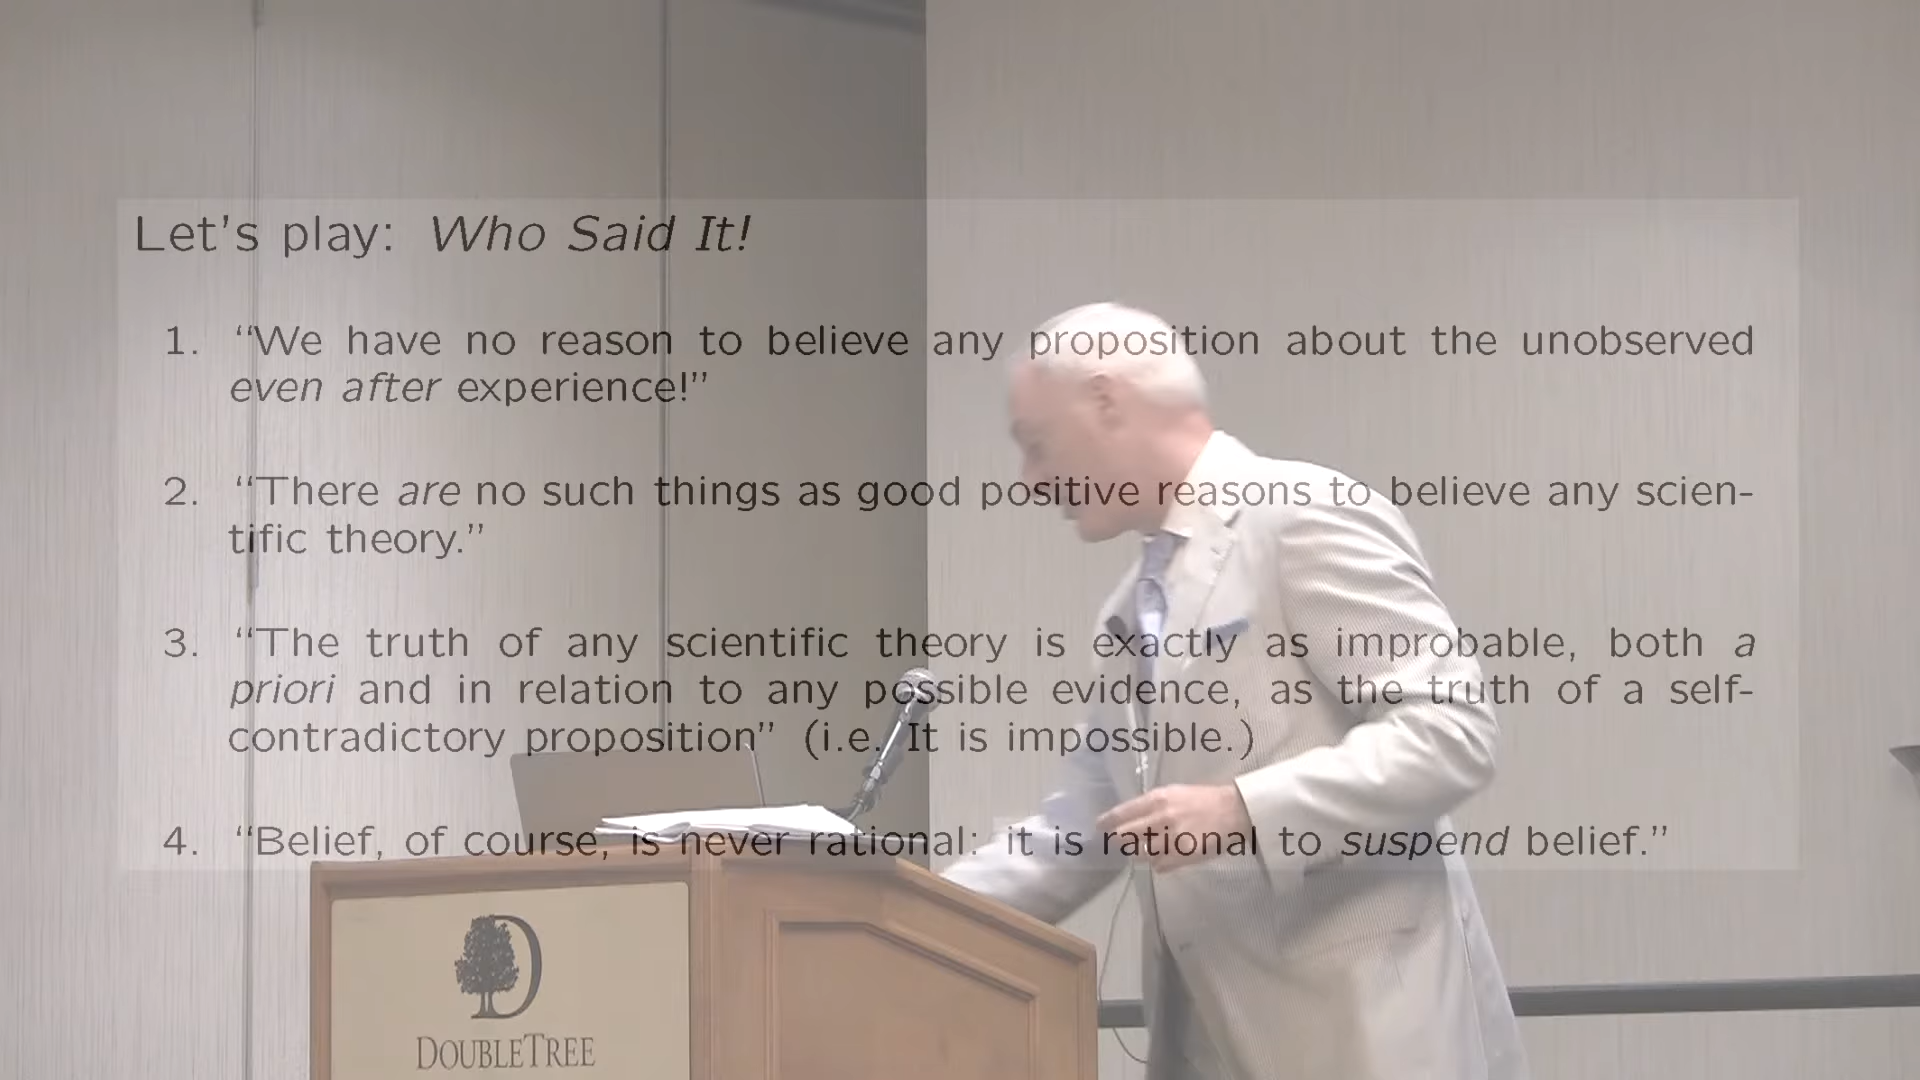 Let's play: Who Said It!
1. “We have no reason to believe any proposition about the unobserved
even after experience!”
2. “There are no such things as good positive reasons to believe any scien-
tific theory.”
3. “The truth of any scientific theory is exactly as improbable, both a
priori and in relation to any possible evidence, as the truth of a self-
contradictory proposition” (i.e. It is impossible.)
4. “Belief, of course, is never rational: it is rational to suspend belief.”
D
DOUBLETREE